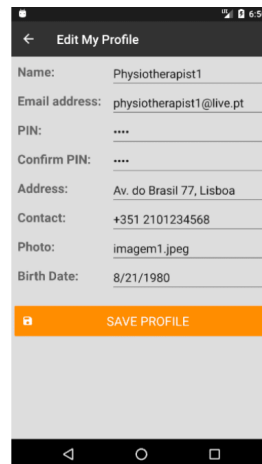 6:5
Edit My Profile
Name: Physiotherapist1
Email address: physiotherapist1@live.pt
PIN: ••••
Confirm PIN: ••••
Address: Av. do Brasil 77, Lisboa
Contact: +351 2101234568
Photo: imagem1.jpeg
Birth Date: 8/21/1980
SAVE PROFILE